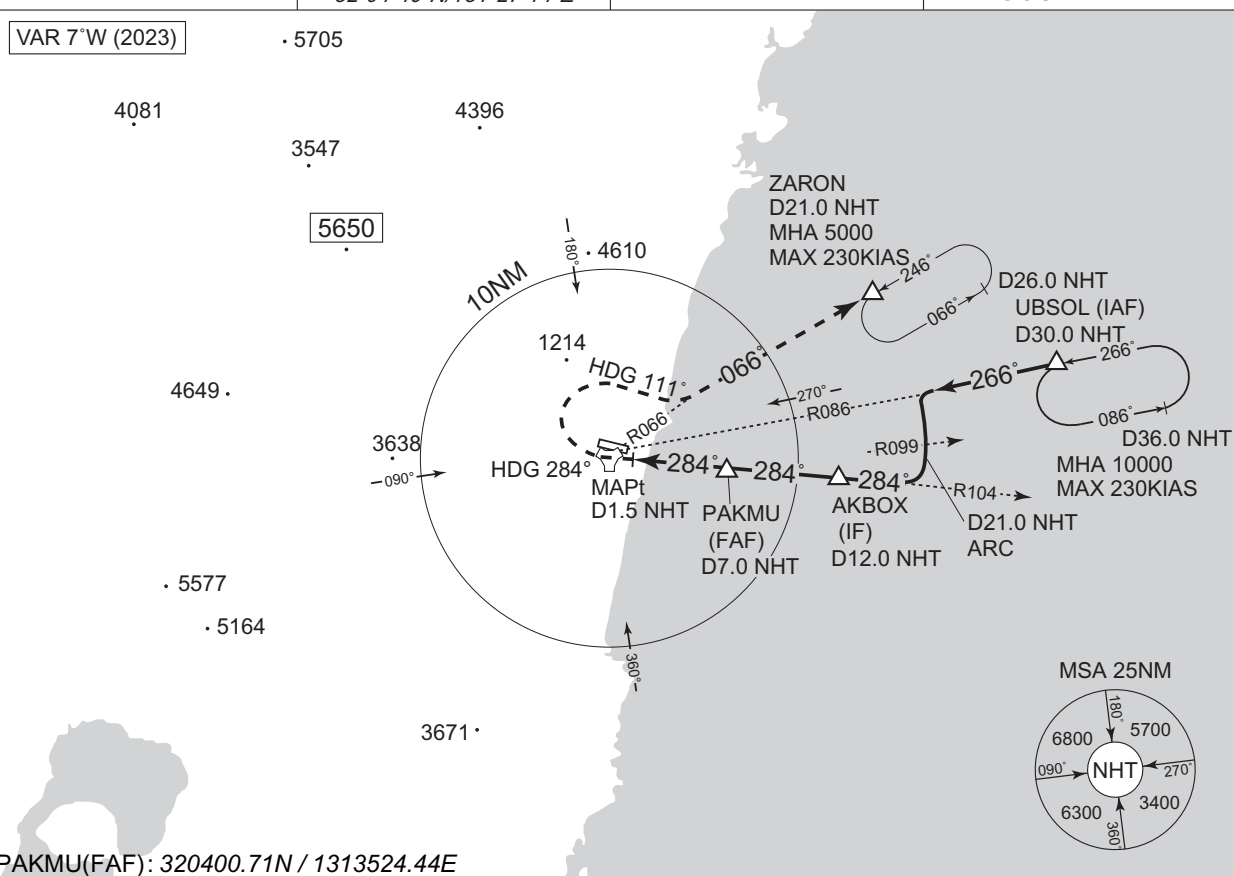 VAR 7˚W (2023)
5705
4081
4396
3547
5650
4610
10NM
180˚
ZARON
D21.0 NHT
MHA 5000
MAX 230KIAS
246˚
066˚
D26.0 NHT
UBSOL (IAF)
D30.0 NHT
266˚
086˚
D36.0 NHT
MHA 10000
MAX 230KIAS
1214
HDG 111˚
066˚
266˚
270˚
R086
R066
4649
3638
090˚
HDG 284˚
284˚
284˚
284˚
R099
R104
MAPt
D1.5 NHT
PAKMU
(FAF)
D7.0 NHT
AKBOX
(IF)
D12.0 NHT
D21.0 NHT
ARC
5577
5164
360˚
3671
MSA 25NM
180˚
6800
5700
090˚
NHT
270˚
6300
3400
360˚
PAKMU(FAF): 320400.71N / 1313524.44E